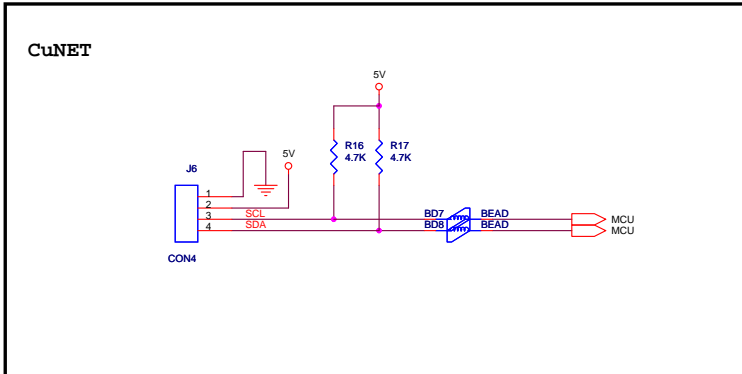 CuNET
5V
R16 R17
4.7K 4.7K
5V
J6
1
2
3 SCL BD7 BEAD MCU
4 SDA BD8 BEAD MCU
CON4